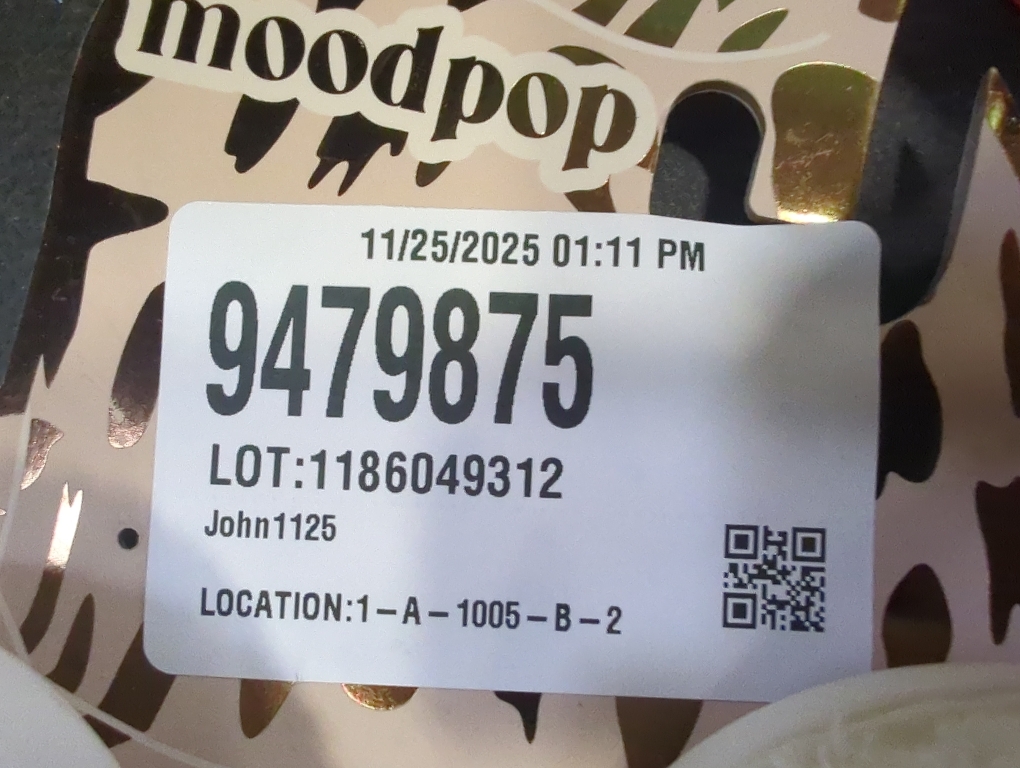 moodpop
11/25/2025 01:11 PM
9479875
LOT:1186049312
John1125
LOCATION:1-A-1005-B-2